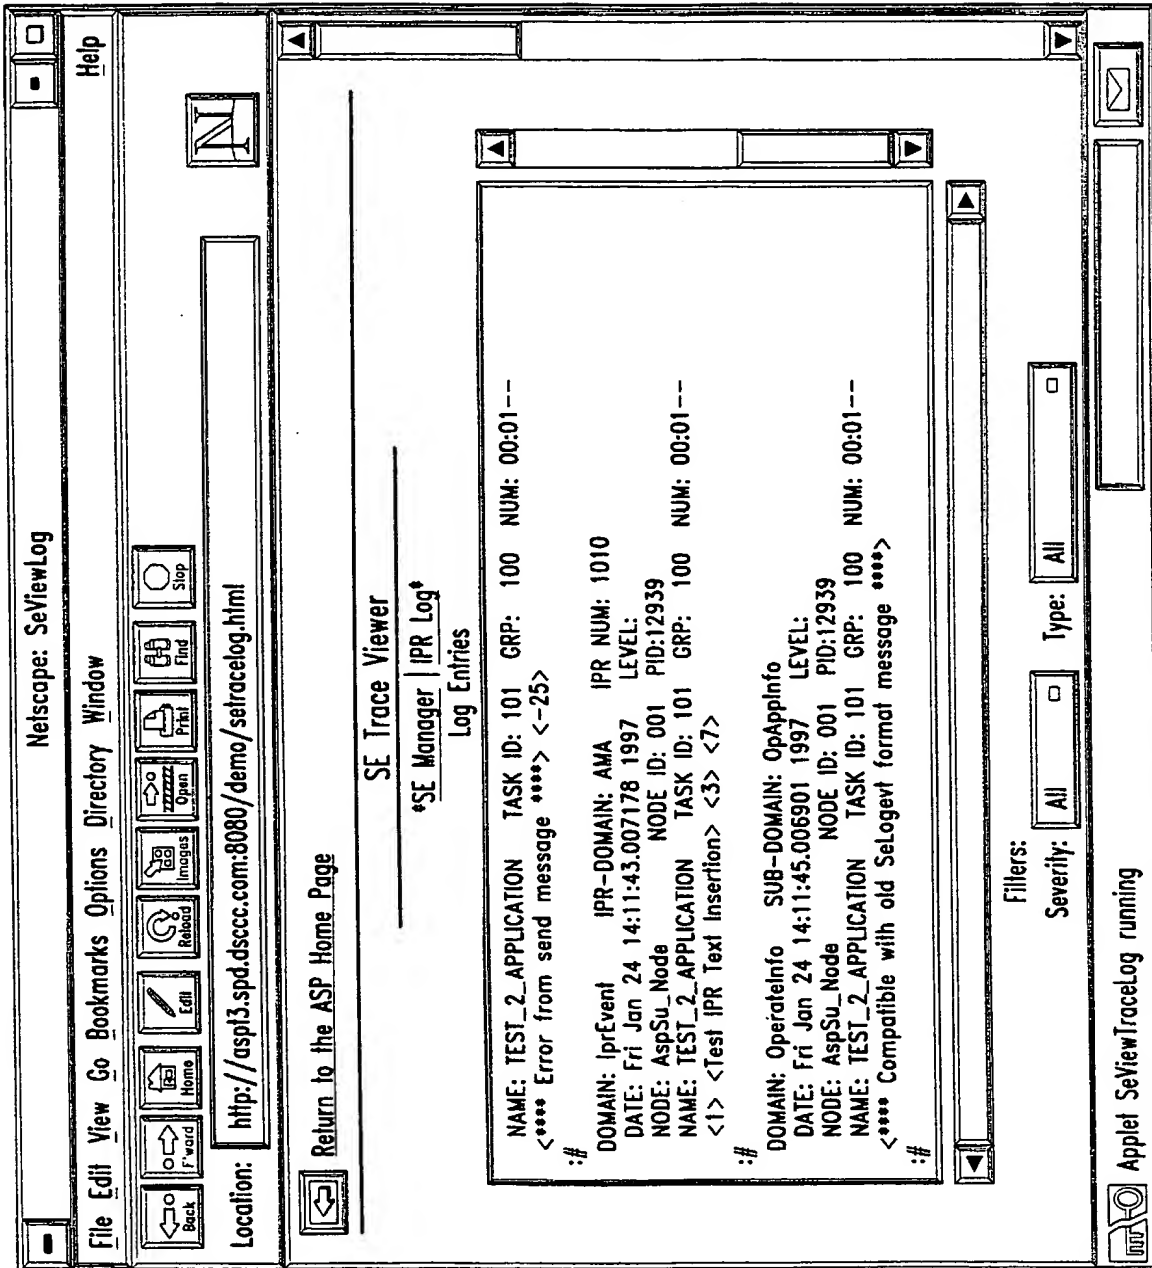 Netscape: SeViewLog
File Edit View Go Bookmarks Options Directory Window Help
Back F'ward Home Edit Reload Images Open Print Find Stop
N
Location: http://aspt3.spd.dsccc.com:8080/demo/setracelog.html
Return to the ASP Home Page
SE Trace Viewer
*SE Manager | IPR Log*
Log Entries
NAME: TEST_2_APPLICATION TASK ID: 101 GRP: 100 NUM: 00:01---
<**** Error from send message ****> <-25>
:#
DOMAIN: IprEvent IPR-DOMAIN: AMA IPR NUM: 1010
DATE: Fri Jan 24 14:11:43.007178 1997 LEVEL:
NODE: AspSu_Node NODE ID: 001 PID:12939
NAME: TEST_2_APPLICATION TASK ID: 101 GRP: 100 NUM: 00:01---
<1> <Test IPR Text Insertion> <3> <7>
:#
DOMAIN: OperateInfo SUB-DOMAIN: OpAppInfo
DATE: Fri Jan 24 14:11:45.006901 1997 LEVEL:
NODE: AspSu_Node NODE ID: 001 PID:12939
NAME: TEST_2_APPLICATION TASK ID: 101 GRP: 100 NUM: 00:01---
<**** Compatible with old SeLogevt format message ****>
:#
Filters:
Severity: All Type: All
Applet SeViewTraceLog running